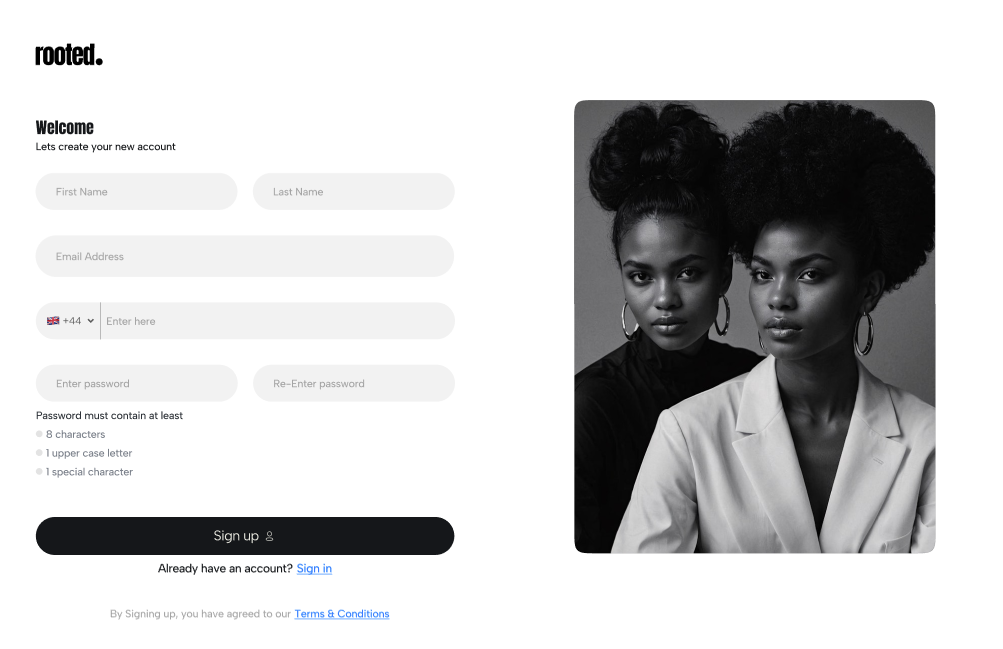 rooted.
Welcome
Lets create your new account
First Name
Last Name
Email Address
+44
Enter here
Enter password
Re-Enter password
Password must contain at least
8 characters
1 upper case letter
1 special character
Sign up
Already have an account? Sign in
By Signing up, you have agreed to our Terms & Conditions